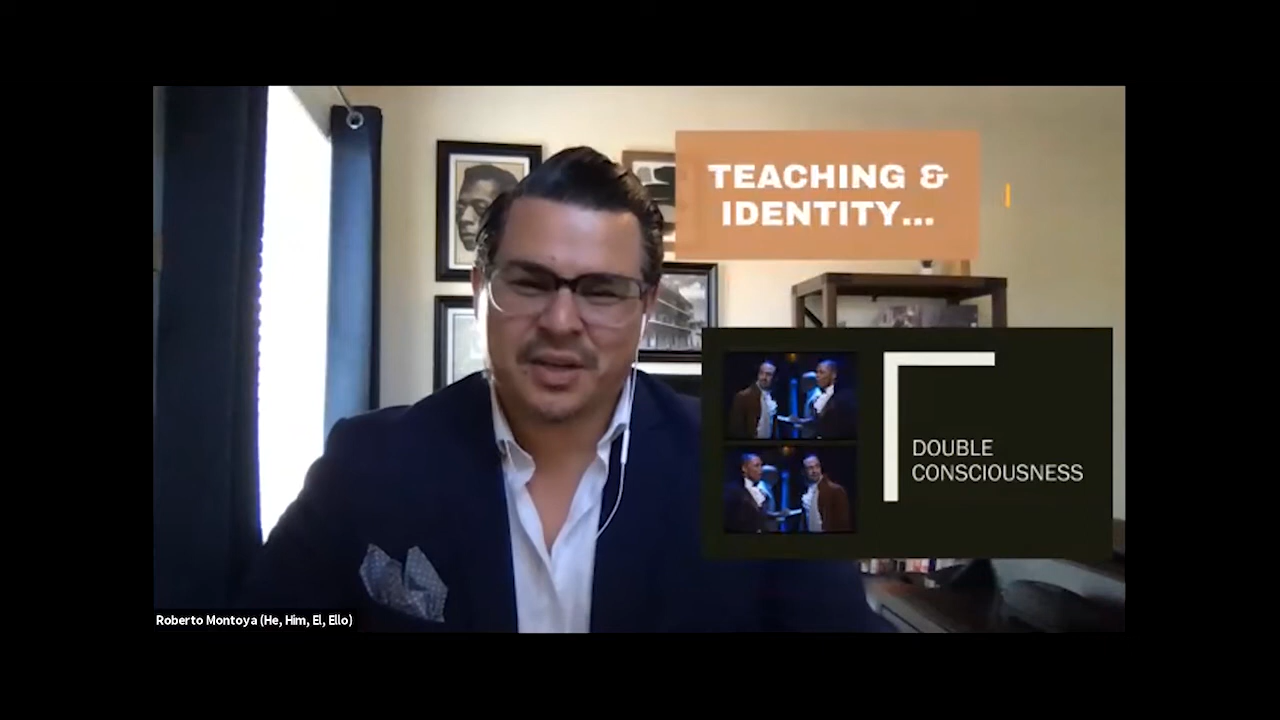 TEACHING &
IDENTITY...
DOUBLE
CONSCIOUSNESS
Roberto Montoya (He, Him, El, Ello)